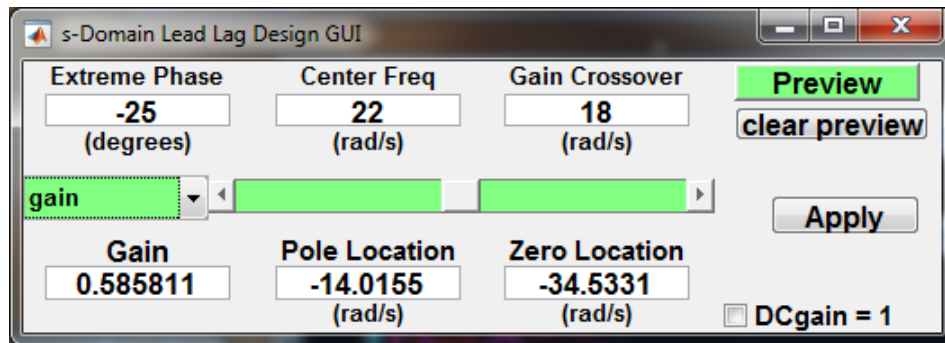 s-Domain Lead Lag Design GUI
Extreme Phase Center Freq Gain Crossover Preview
-25 22 18
(degrees) (rad/s) (rad/s) clear preview
gain
Apply
Gain Pole Location Zero Location
0.585811 -14.0155 -34.5331
(rad/s) (rad/s) DCgain = 1